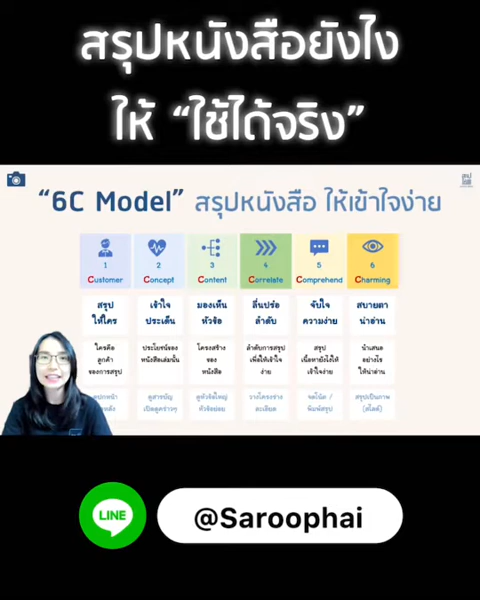 สรุปหนังสือยังไง
ให้ “ใช้ได้จริง”
“6C Model” สรุปหนังสือ ให้เข้าใจง่าย
1 2 3 4 5 6
Customer Concept Content Correlate Comprehend Charming
สรุป เข้าใจ มองเห็น ลื่นปร๋อ จับใจ สบายตา
ให้ใคร ประเด็น หัวข้อ ลำดับ ความง่าย น่าอ่าน
ใครคือ ประโยชน์ของ โครงสร้าง ลำดับการสรุป สรุป นำเสนอ
ลูกค้า หนังสือเล่มนั้น ของ เพื่อให้เข้าใจ เนื้อหายังไงให้ อย่างไร
ของการสรุป หนังสือ ง่าย เข้าใจง่าย ให้น่าอ่าน
ดูสารบัญ ดูหัวข้อใหญ่ วางโครงร่าง จดโน้ต / สรุปเป็นภาพ
เปิดดูคร่าวๆ หัวข้อย่อย ละเอียด พิมพ์สรุป (สไลด์)
LINE @Saroophai